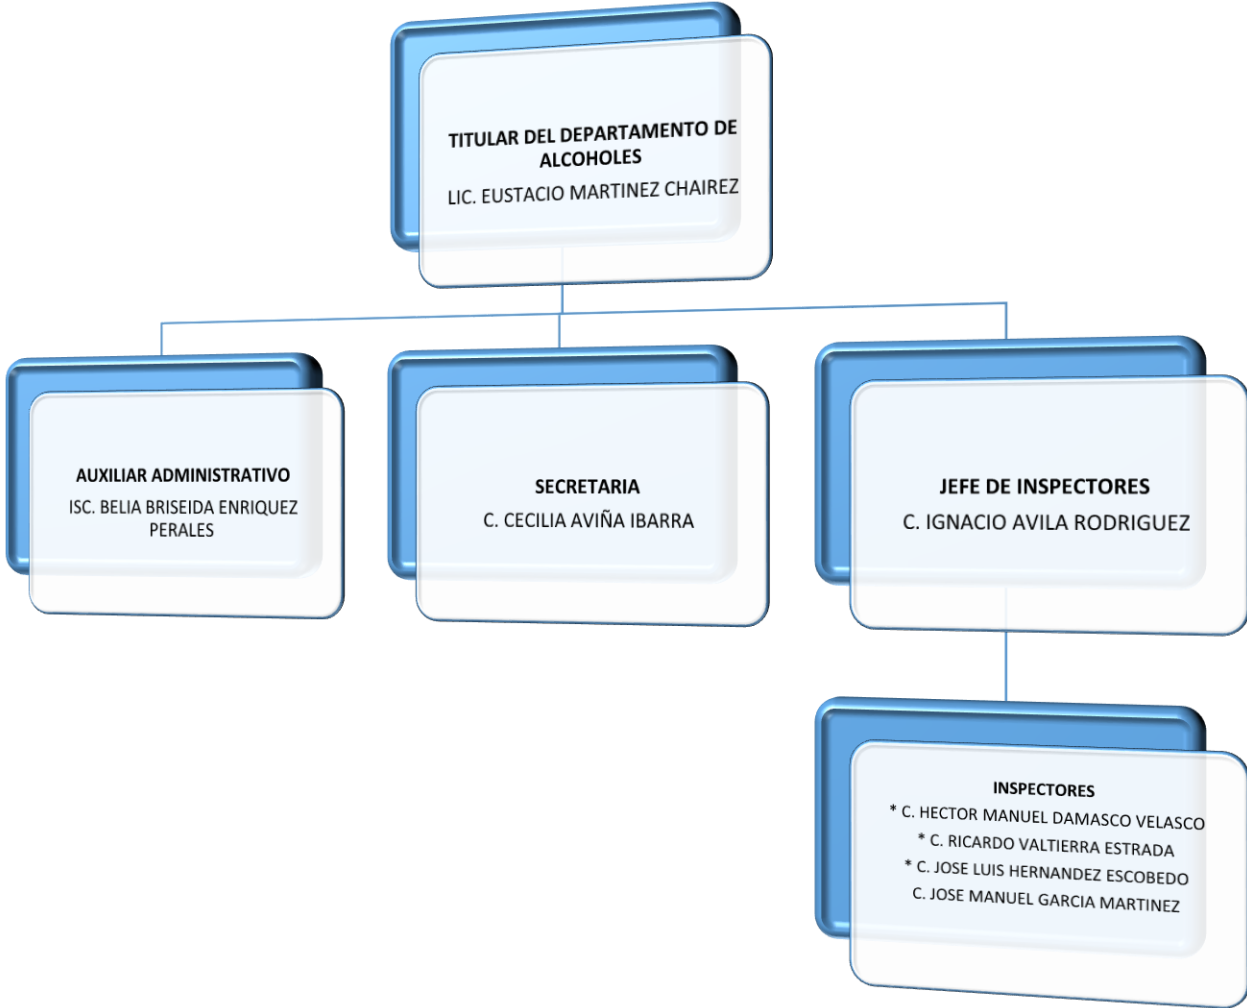 TITULAR DEL DEPARTAMENTO DE
ALCOHOLES
LIC. EUSTACIO MARTINEZ CHAIREZ
AUXILIAR ADMINISTRATIVO
ISC. BELIA BRISEIDA ENRIQUEZ
PERALES
SECRETARIA
C. CECILIA AVIÑA IBARRA
JEFE DE INSPECTORES
C. IGNACIO AVILA RODRIGUEZ
INSPECTORES
* C. HECTOR MANUEL DAMASCO VELASCO
* C. RICARDO VALTIERRA ESTRADA
* C. JOSE LUIS HERNANDEZ ESCOBEDO
C. JOSE MANUEL GARCIA MARTINEZ